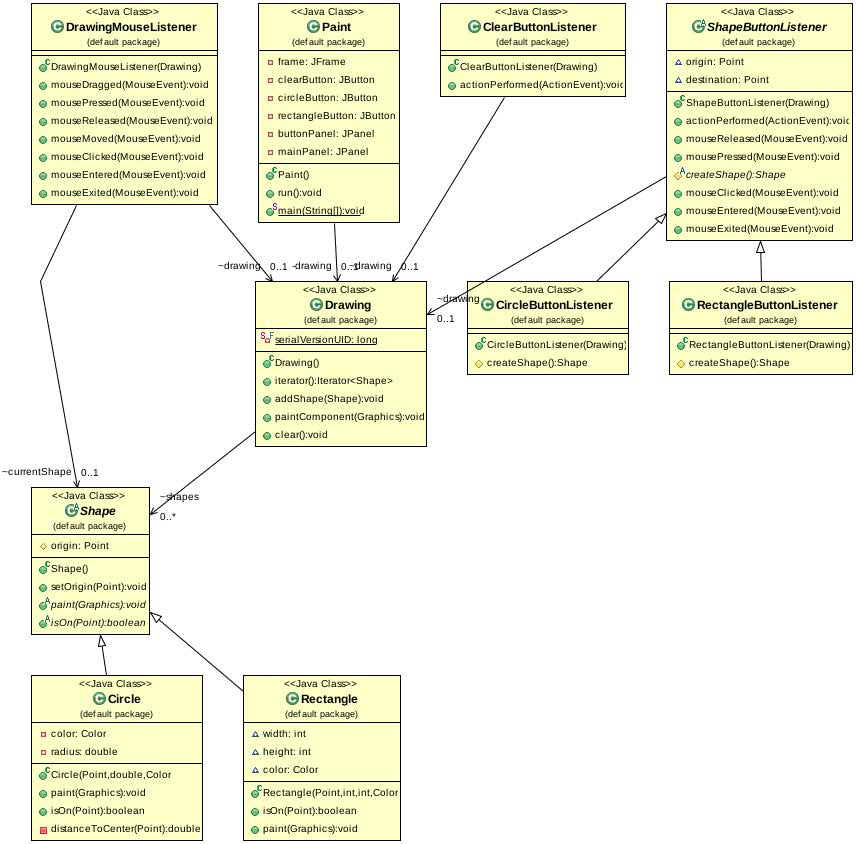 <<Java Class>>
DrawingMouseListener
(default package)
DrawingMouseListener(Drawing)
mouseDragged(MouseEvent):void
mousePressed(MouseEvent):void
mouseReleased(MouseEvent):void
mouseMoved(MouseEvent):void
mouseClicked(MouseEvent):void
mouseEntered(MouseEvent):void
mouseExited(MouseEvent):void
<<Java Class>>
Paint
(default package)
frame: JFrame
clearButton: JButton
circleButton: JButton
rectangleButton: JButton
buttonPanel: JPanel
mainPanel: JPanel
Paint()
run():void
main(String[]):void
<<Java Class>>
ClearButtonListener
(default package)
ClearButtonListener(Drawing)
actionPerformed(ActionEvent):void
<<Java Class>>
ShapeButtonListener
(default package)
origin: Point
destination: Point
ShapeButtonListener(Drawing)
actionPerformed(ActionEvent):void
mouseReleased(MouseEvent):void
mousePressed(MouseEvent):void
createShape():Shape
mouseClicked(MouseEvent):void
mouseEntered(MouseEvent):void
mouseExited(MouseEvent):void
~drawing 0..1
~drawing 0..1
~drawing 0..1
~drawing
0..1
<<Java Class>>
Drawing
(default package)
serialVersionUID: long
Drawing()
iterator():Iterator<Shape>
addShape(Shape):void
paintComponent(Graphics):void
clear():void
<<Java Class>>
CircleButtonListener
(default package)
CircleButtonListener(Drawing)
createShape():Shape
<<Java Class>>
RectangleButtonListener
(default package)
RectangleButtonListener(Drawing)
createShape():Shape
~currentShape 0..1
~shapes
0..*
<<Java Class>>
Shape
(default package)
origin: Point
Shape()
setOrigin(Point):void
paint(Graphics):void
isOn(Point):boolean
<<Java Class>>
Circle
(default package)
color: Color
radius: double
Circle(Point,double,Color
paint(Graphics):void
isOn(Point):boolean
distanceToCenter(Point):double
<<Java Class>>
Rectangle
(default package)
width: int
height: int
color: Color
Rectangle(Point,int,int,Color
isOn(Point):boolean
paint(Graphics):void